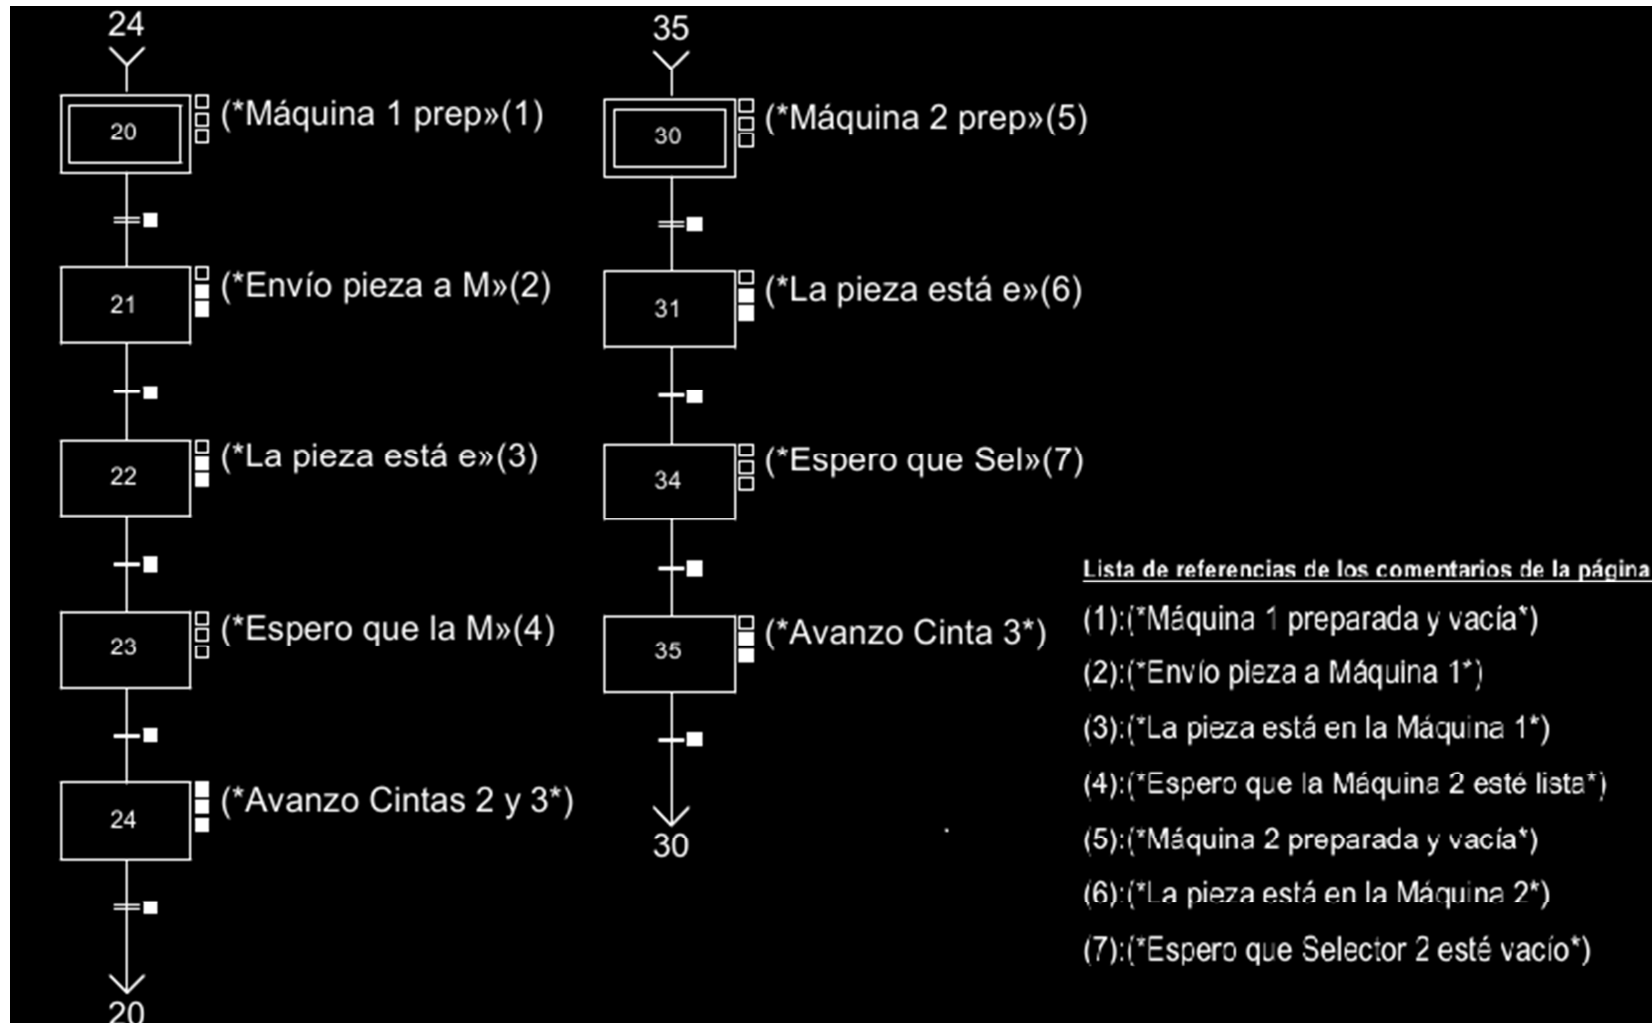 24
20
(*Máquina 1 prep»(1)
21
(*Envío pieza a M»(2)
22
(*La pieza está e»(3)
23
(*Espero que la M»(4)
24
(*Avanzo Cintas 2 y 3*)
20
35
30
(*Máquina 2 prep»(5)
31
(*La pieza está e»(6)
34
(*Espero que Sel»(7)
35
(*Avanzo Cinta 3*)
30
Lista de referencias de los comentarios de la página
(1):(*Máquina 1 preparada y vacía*)
(2):(*Envío pieza a Máquina 1*)
(3):(*La pieza está en la Máquina 1*)
(4):(*Espero que la Máquina 2 esté lista*)
(5):(*Máquina 2 preparada y vacía*)
(6):(*La pieza está en la Máquina 2*)
(7):(*Espero que Selector 2 esté vacío*)